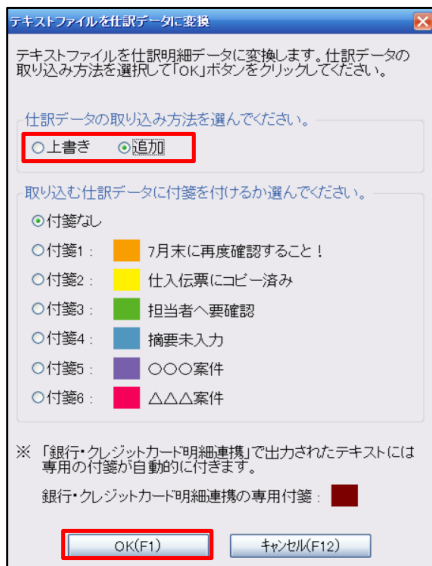 テキストファイルを仕訳データに変換
テキストファイルを仕訳明細データに変換します。仕訳データの
取り込み方法を選択して「OK」ボタンをクリックしてください。
仕訳データの取り込み方法を選んでください。
上書き 追加
取り込む仕訳データに付箋を付けるか選んでください。
付箋なし
付箋1: 7月末に再度確認すること！
付箋2: 仕入伝票にコピー済み
付箋3: 担当者へ要確認
付箋4: 摘要未入力
付箋5: 〇〇〇案件
付箋6: △△△案件
※ 「銀行・クレジットカード明細連携」で出力されたテキストには
専用の付箋が自動的に付きます。
銀行・クレジットカード明細連携の専用付箋:
OK(F1) キャンセル(F12)